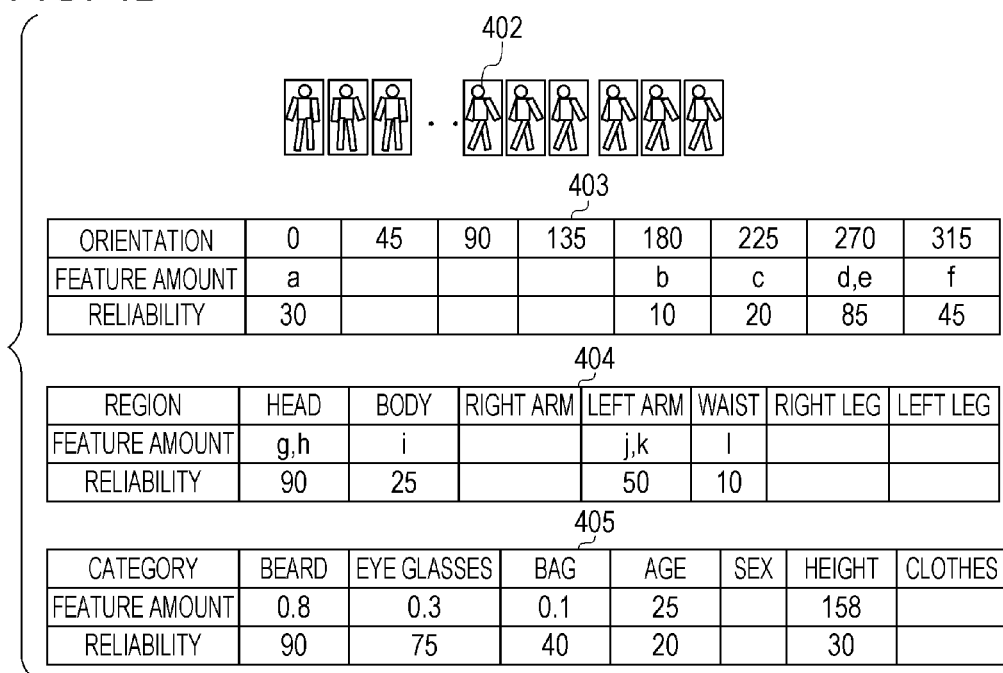 402
403
ORIENTATION 0 45 90 135 180 225 270 315
FEATURE AMOUNT a b c d,e f
RELIABILITY 30 10 20 85 45
404
REGION HEAD BODY RIGHT ARM LEFT ARM WAIST RIGHT LEG LEFT LEG
FEATURE AMOUNT g,h i j,k l
RELIABILITY 90 25 50 10
405
CATEGORY BEARD EYE GLASSES BAG AGE SEX HEIGHT CLOTHES
FEATURE AMOUNT 0.8 0.3 0.1 25 158
RELIABILITY 90 75 40 20 30